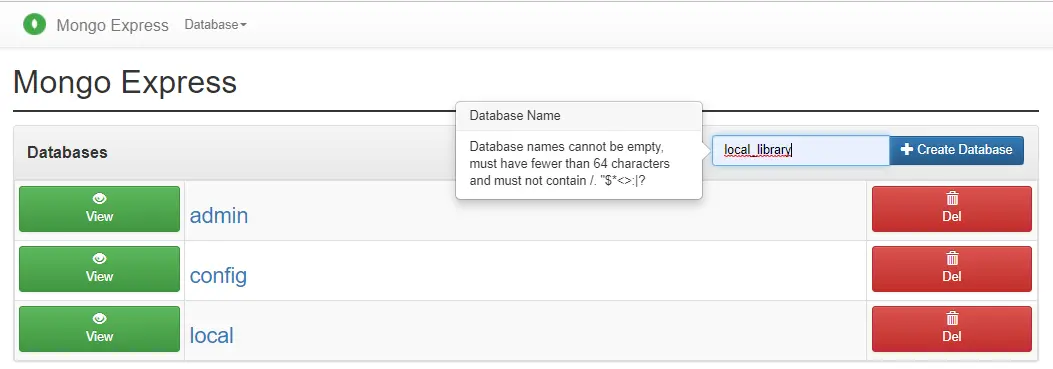 Mongo Express Database
Mongo Express
Database Name
Database names cannot be empty,
must have fewer than 64 characters
and must not contain /. "$*<>:|?
Databases
local_library
Create Database
View
admin
Del
View
config
Del
View
local
Del